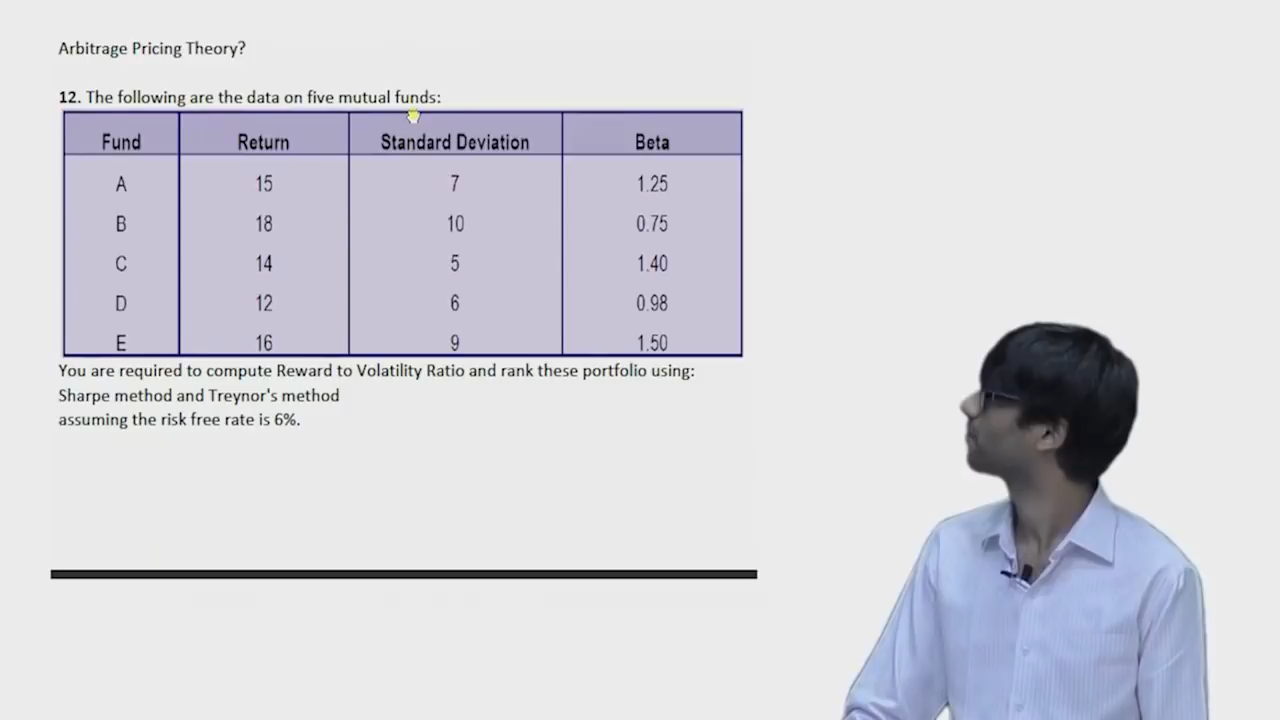 Arbitrage Pricing Theory?
12. The following are the data on five mutual funds:
Fund Return Standard Deviation Beta
A 15 7 1.25
B 18 10 0.75
C 14 5 1.40
D 12 6 0.98
E 16 9 1.50
You are required to compute Reward to Volatility Ratio and rank these portfolio using:
Sharpe method and Treynor's method
assuming the risk free rate is 6%.